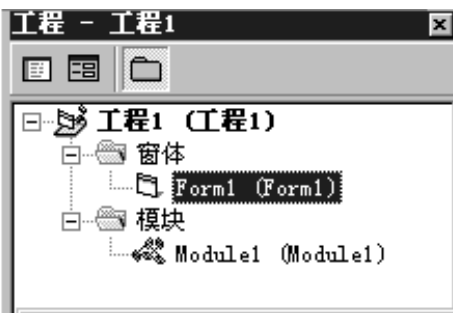 工程 - 工程1
工程1 (工程1)
窗体
Form1 (Form1)
模块
Module1 (Module1)